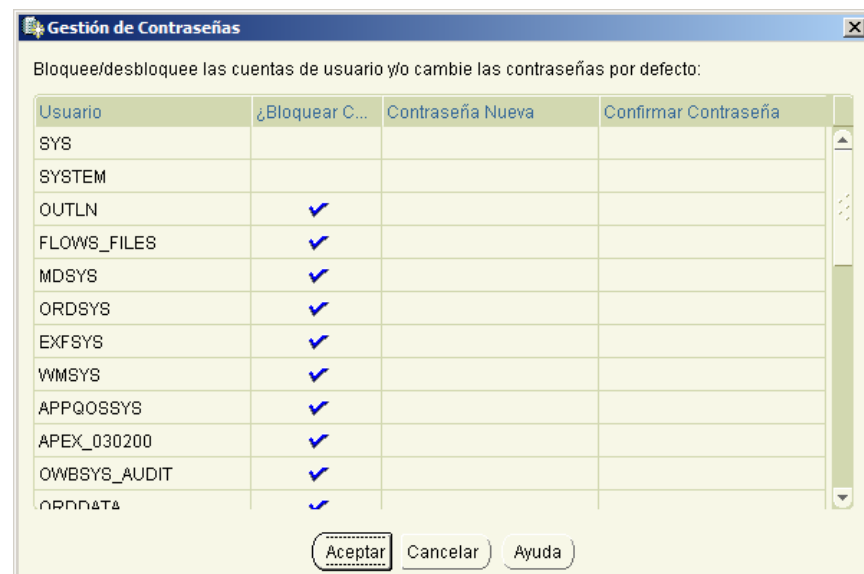 Gestión de Contraseñas
Bloquee/desbloquee las cuentas de usuario y/o cambie las contraseñas por defecto:
Usuario ¿Bloquear C... Contraseña Nueva Confirmar Contraseña
SYS
SYSTEM
OUTLN
FLOWS_FILES
MDSYS
ORDSYS
EXFSYS
WMSYS
APPQOSSYS
APEX_030200
OWBSYS_AUDIT
ORDDATA
Aceptar Cancelar Ayuda